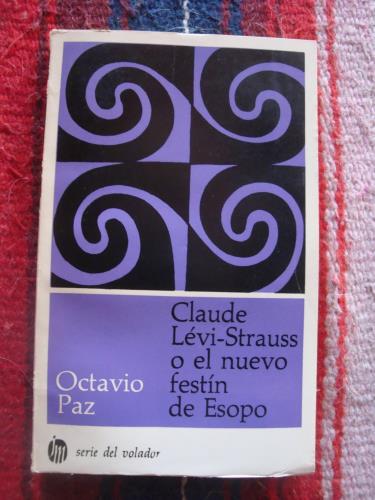 Claude
Lévi-Strauss
o el nuevo
festín
de Esopo
Octavio
Paz
jm serie del volador